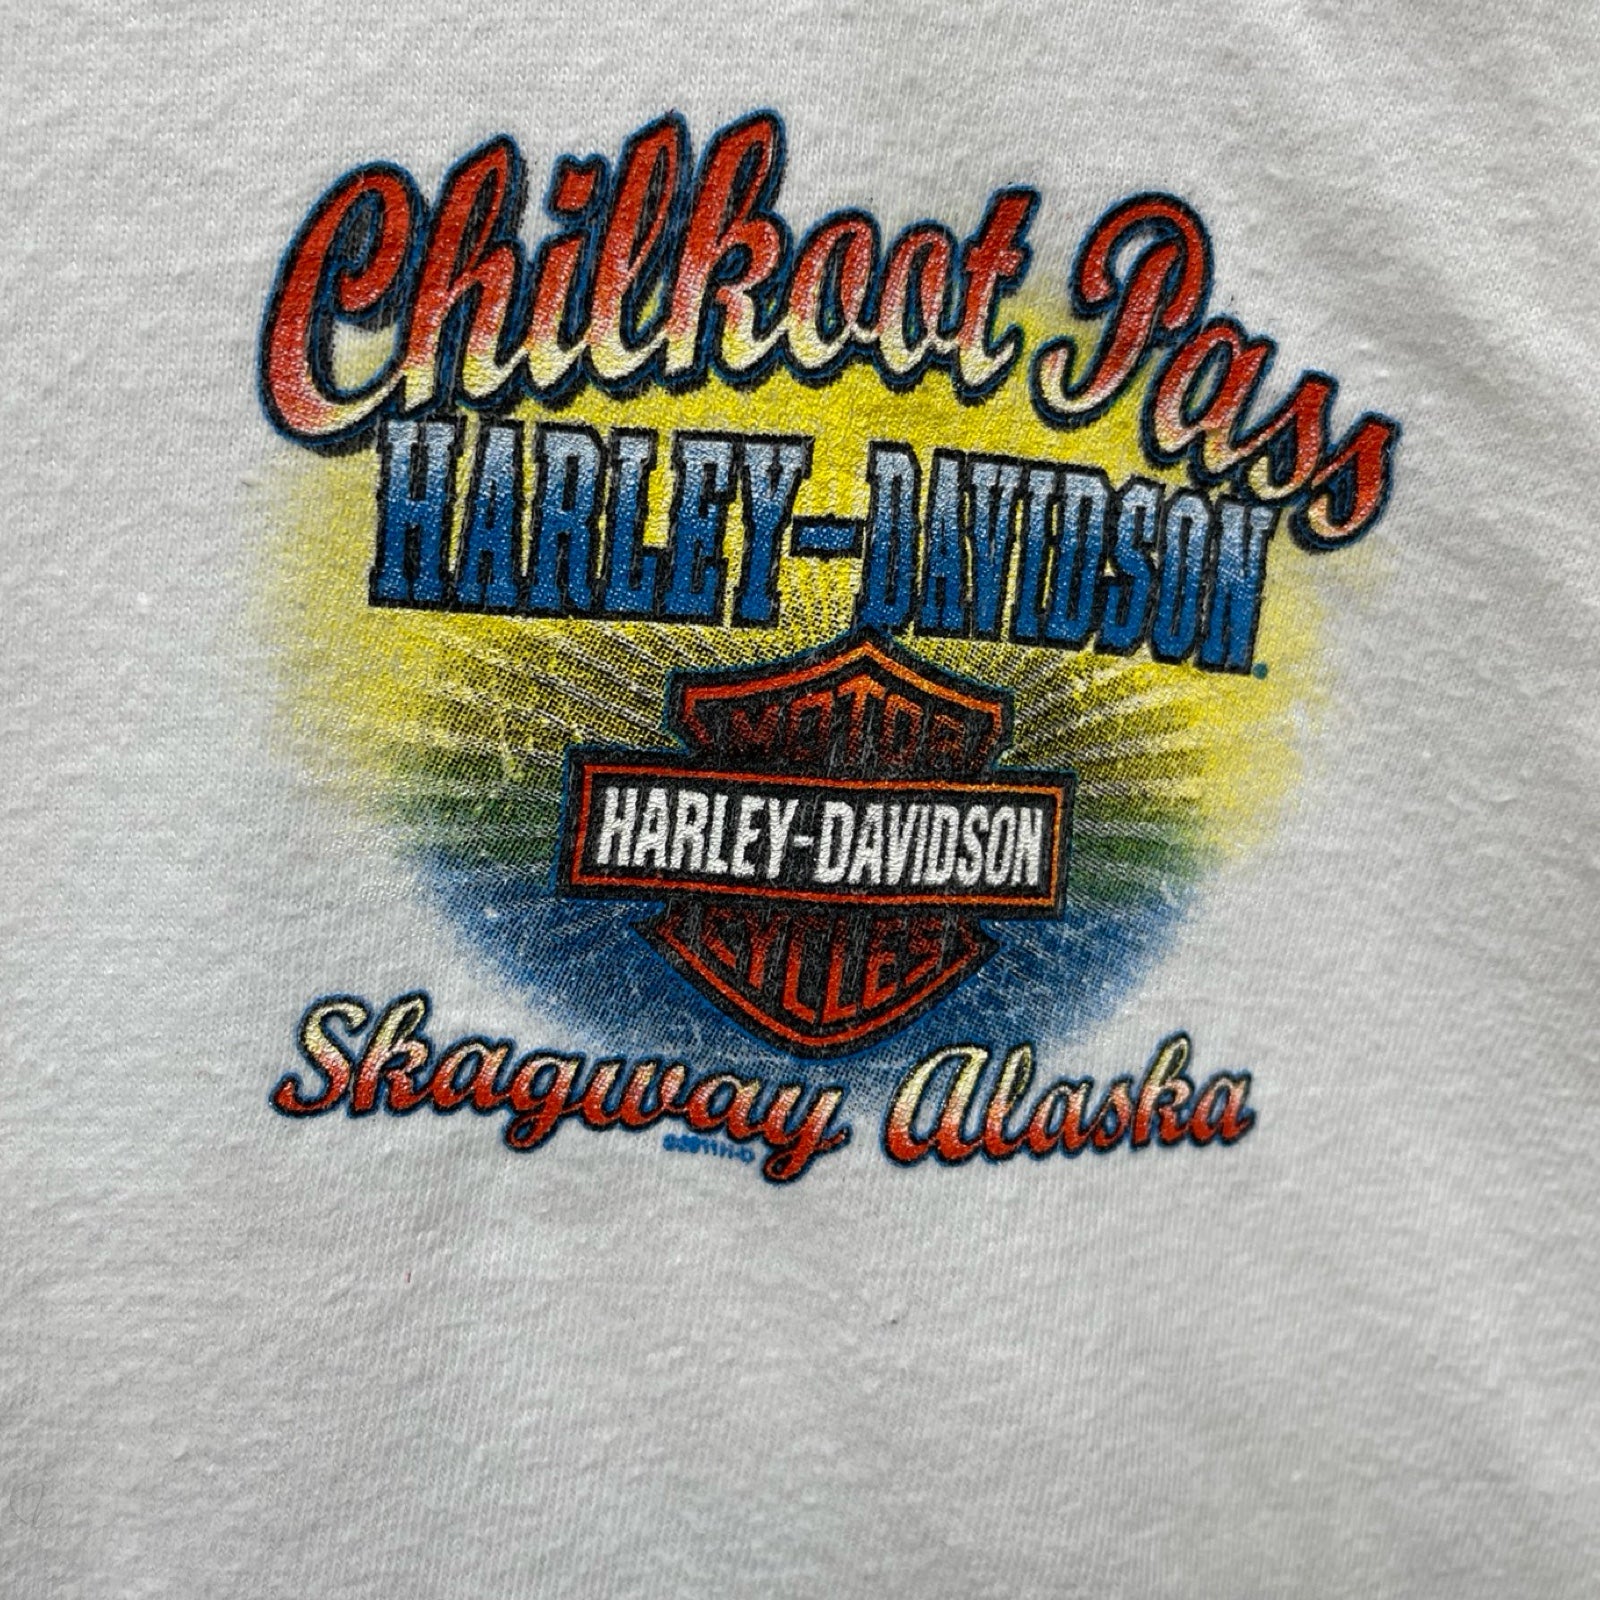 Chilkoot Pass
HARLEY-DAVIDSON
MOTOR
HARLEY-DAVIDSON
CYCLES
Skagway Alaska